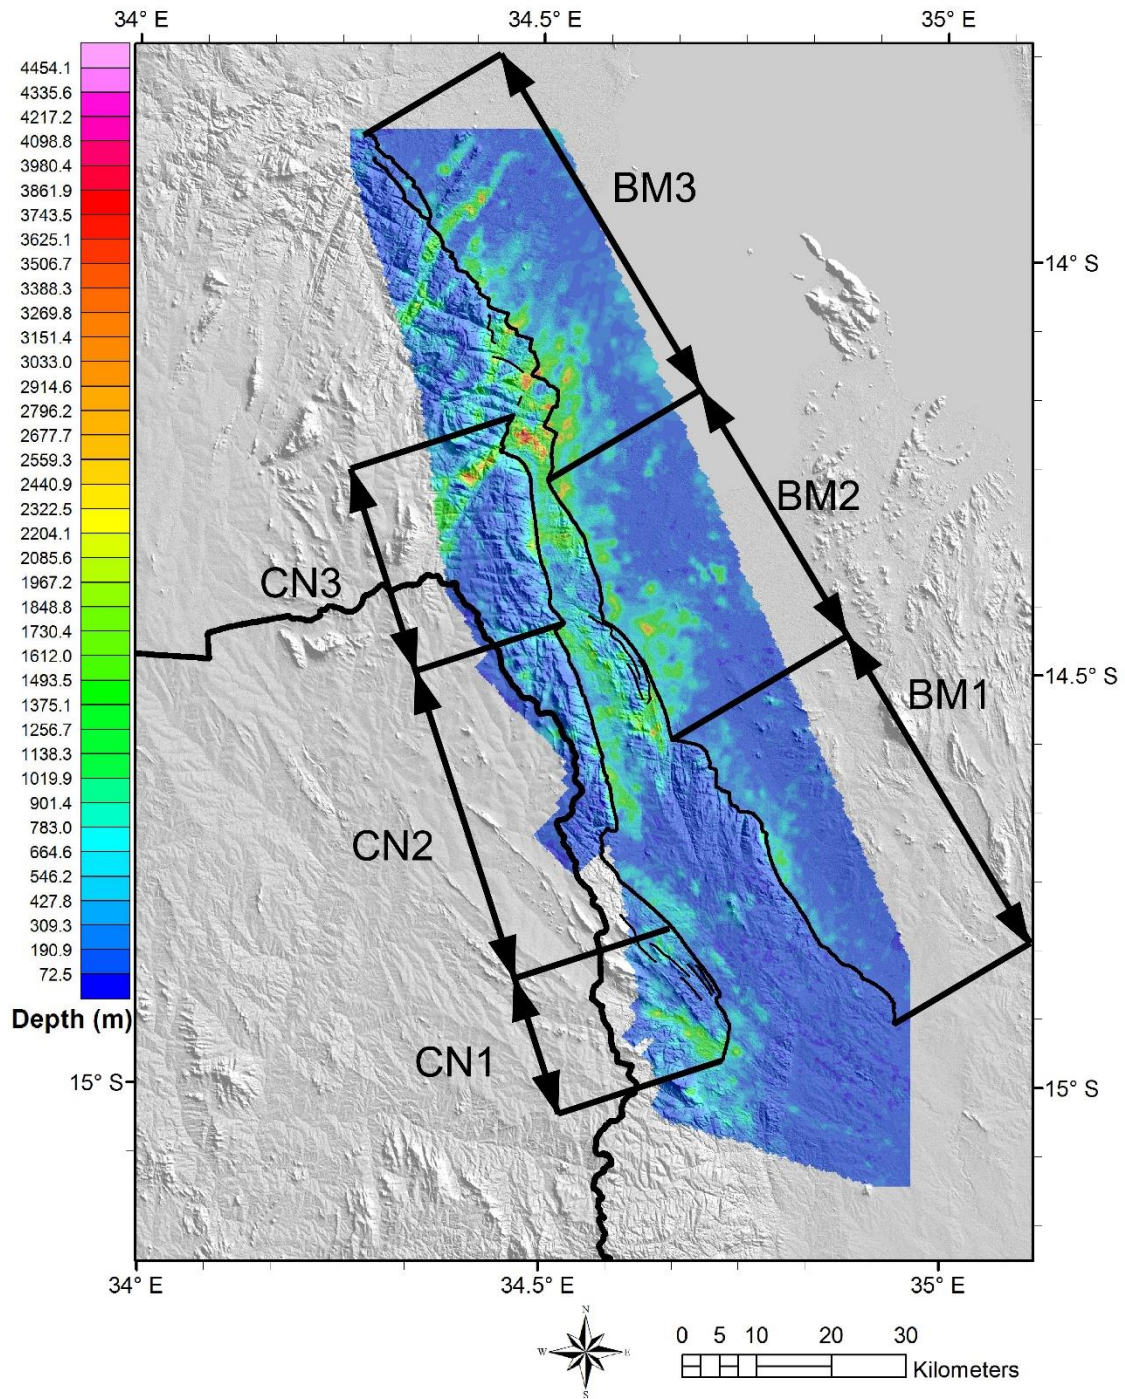 34° E 34.5° E 35° E
4454.1
4335.6
4217.2
4098.8
3980.4
3861.9
3743.5
3625.1
3506.7
3388.3
3269.8
3151.4
3033.0
2914.6
2796.2
2677.7
2559.3
2440.9
2322.5
2204.1
2085.6
1967.2
1848.8
1730.4
1612.0
1493.5
1375.1
1256.7
1138.3
1019.9
901.4
783.0
664.6
546.2
427.8
309.3
190.9
72.5
Depth (m)
BM3
14° S
BM2
CN3
14.5° S
BM1
CN2
CN1
15° S 15° S
34° E 34.5° E 35° E
N
W E
S
0 5 10 20 30
Kilometers